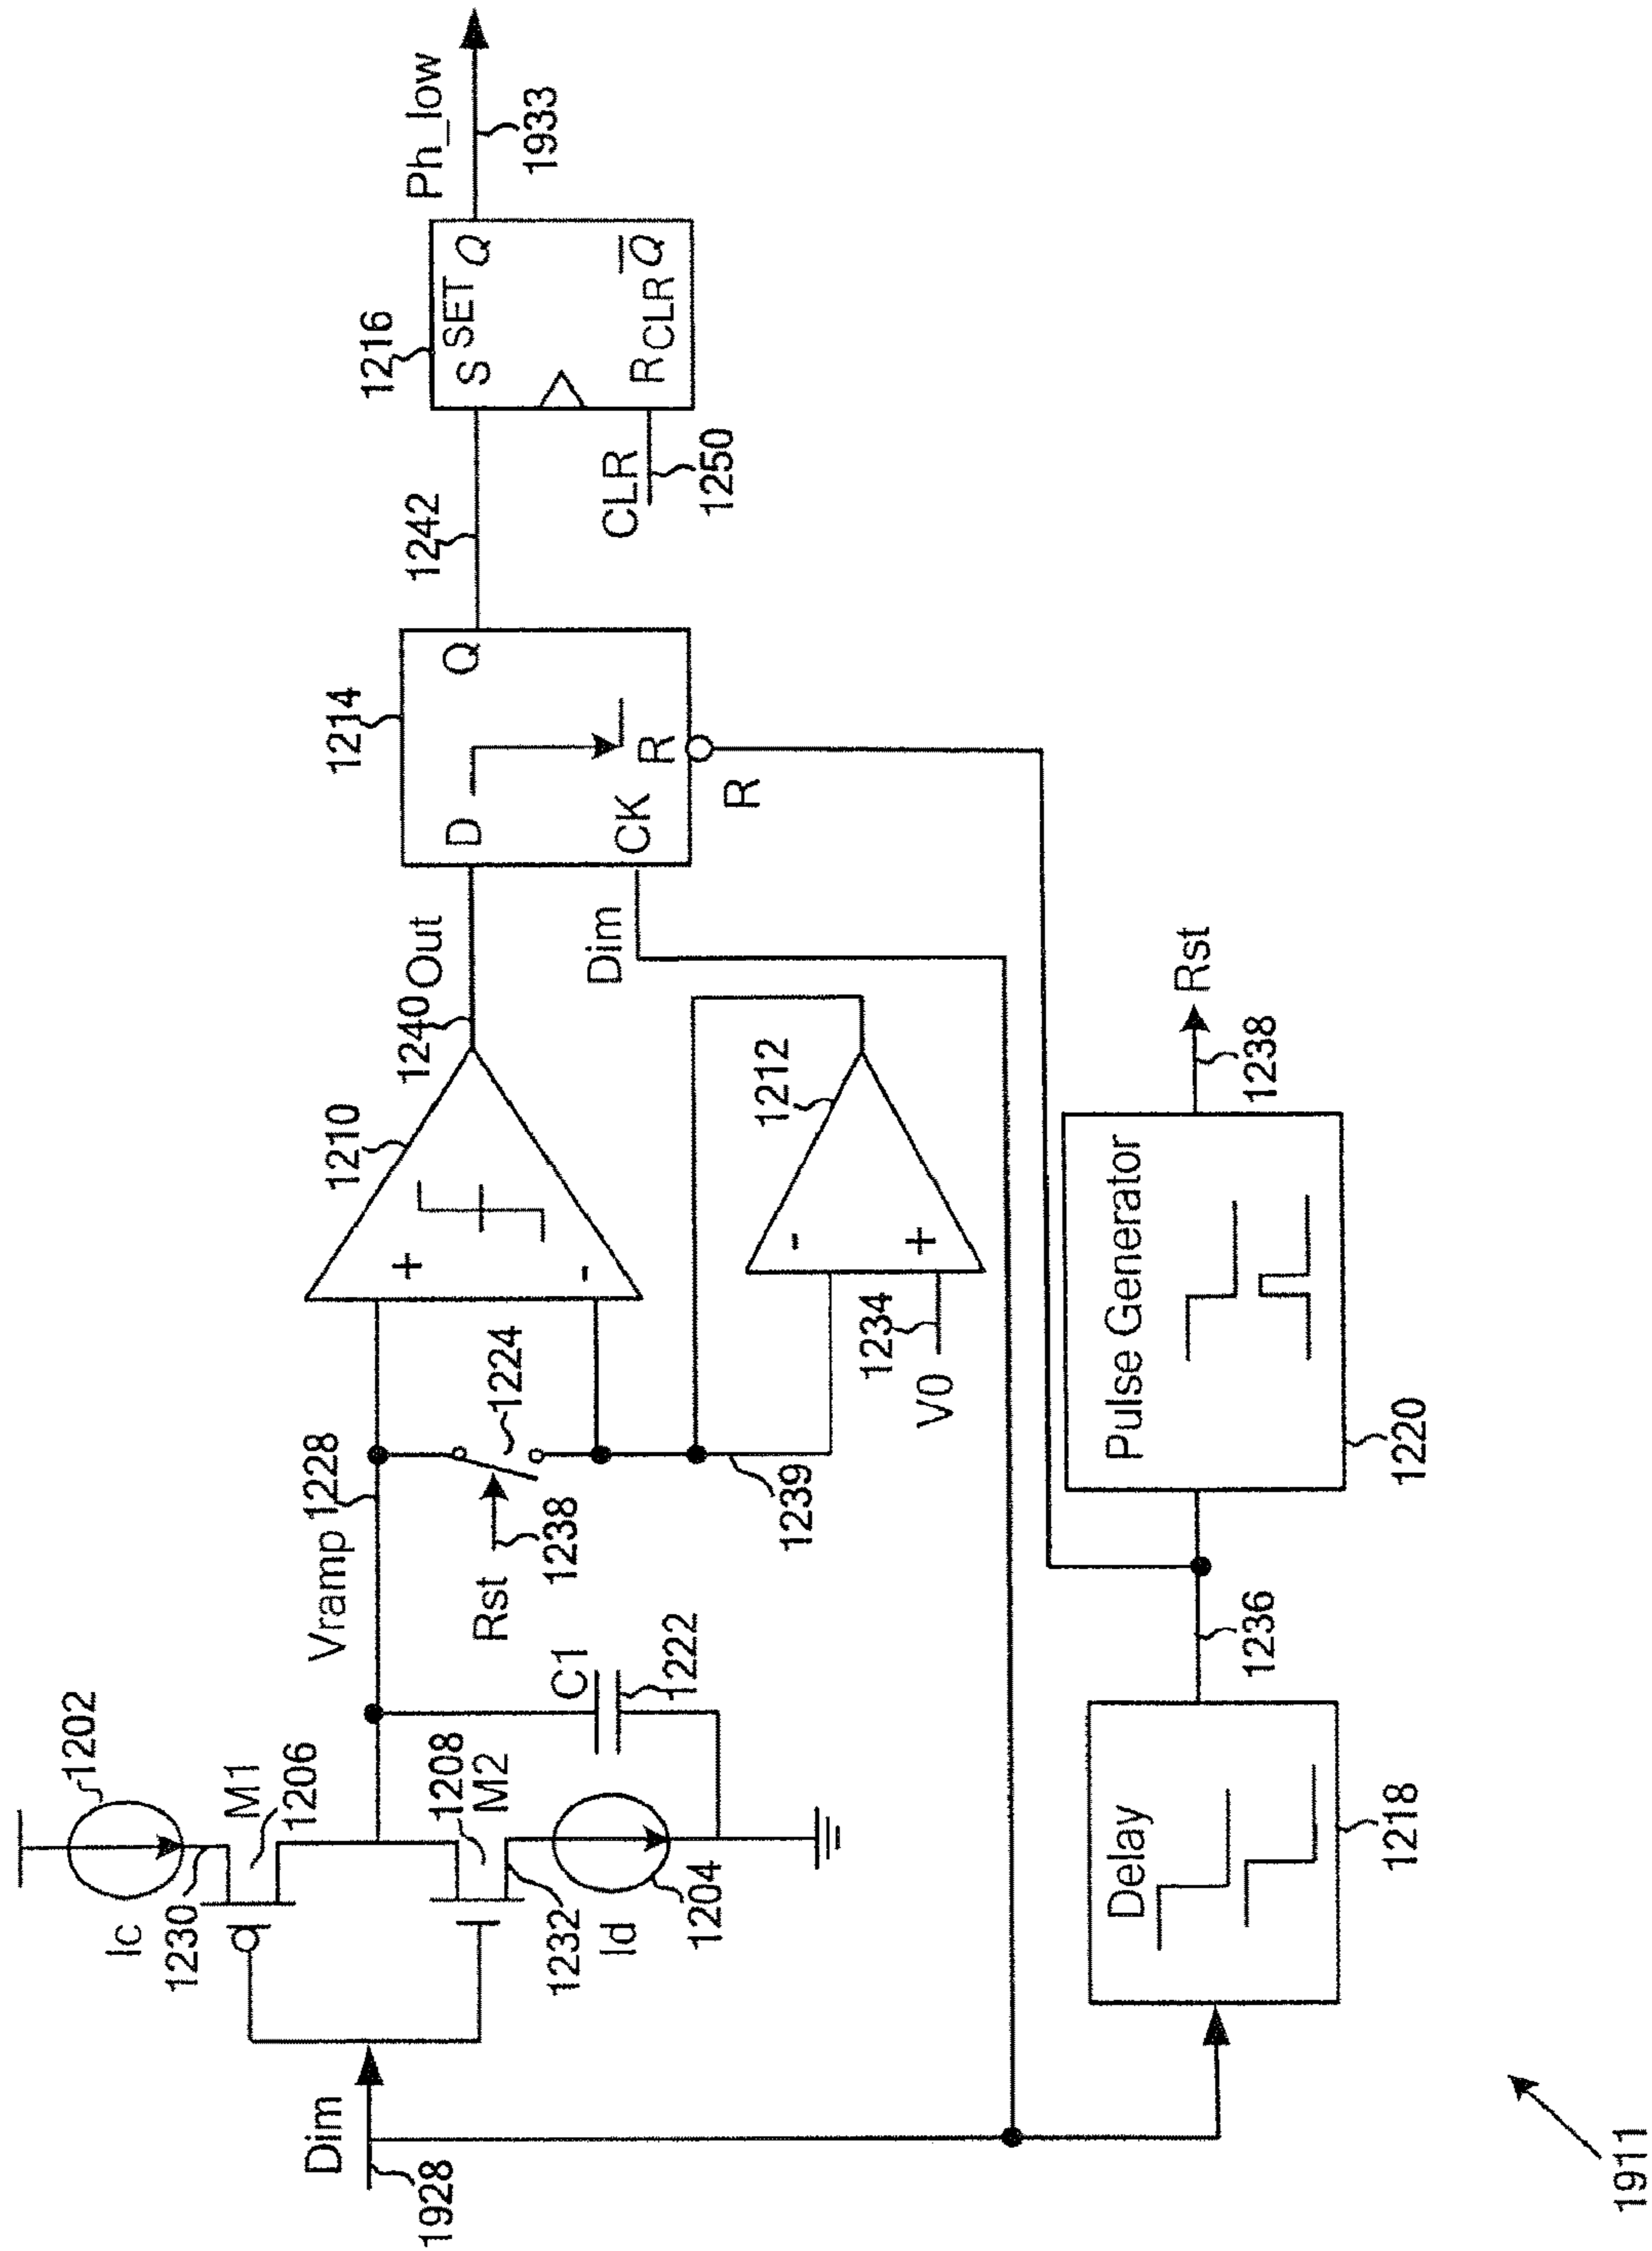 1202
Ic
1230
M1
1206
Dim
1928
1208
M2
1232
Id
1204
C1
1222
Vramp
1228
Rst
1238
1224
1239
+
-
1210
1240
Out
V0
1234
-
+
1212
Dim
D
Q
CK
R
R
1214
1242
CLR
1250
S
SET
Q
R
CLR
Q
1216
Ph_low
1933
Delay
1218
1236
Pulse Generator
1220
Rst
1238
1911